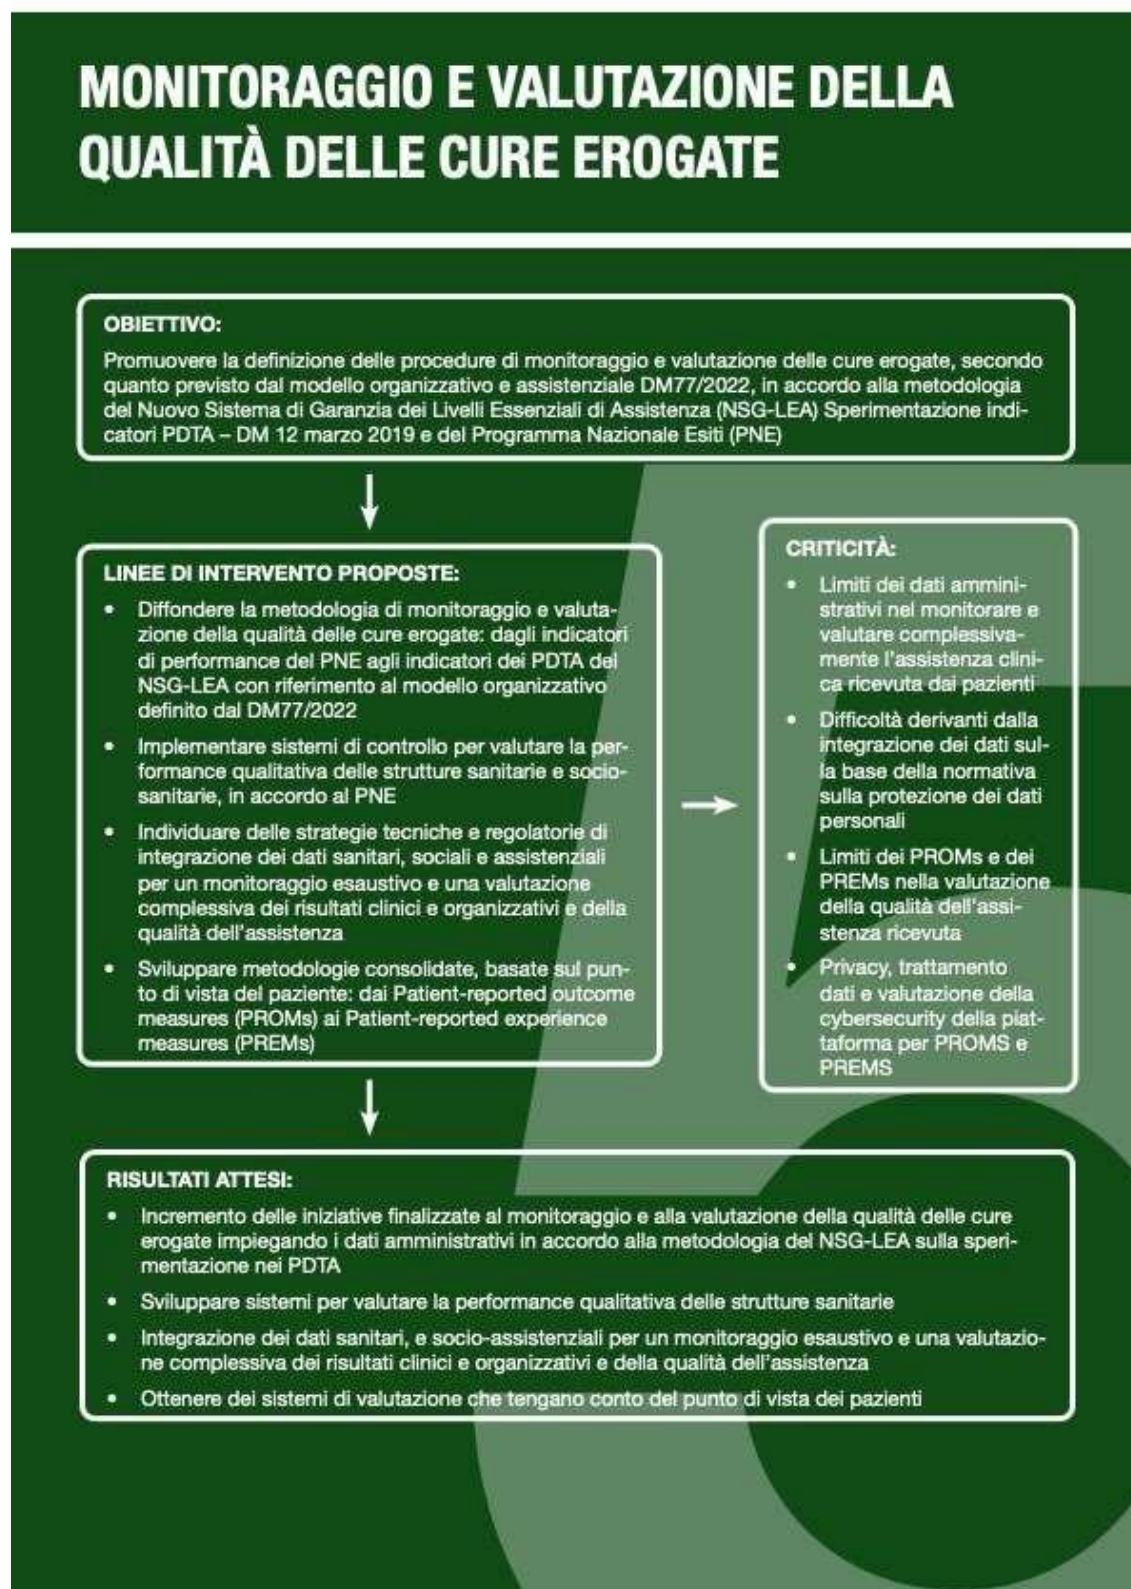 MONITORAGGIO E VALUTAZIONE DELLA
QUALITÀ DELLE CURE EROGATE
OBIETTIVO:
Promuovere la definizione delle procedure di monitoraggio e valutazione delle cure erogate, secondo
quanto previsto dal modello organizzativo e assistenziale DM77/2022, in accordo alla metodologia
del Nuovo Sistema di Garanzia dei Livelli Essenziali di Assistenza (NSG-LEA) Sperimentazione indi-
catori PDTA – DM 12 marzo 2019 e del Programma Nazionale Esiti (PNE)
LINEE DI INTERVENTO PROPOSTE:
• Diffondere la metodologia di monitoraggio e valuta-
zione della qualità delle cure erogate: dagli indicatori
di performance del PNE agli indicatori dei PDTA del
NSG-LEA con riferimento al modello organizzativo
definito dal DM77/2022
• Implementare sistemi di controllo per valutare la per-
formance qualitativa delle strutture sanitarie e socio-
sanitarie, in accordo al PNE
• Individuare delle strategie tecniche e regolatorie di
integrazione dei dati sanitari, sociali e assistenziali
per un monitoraggio esaustivo e una valutazione
complessiva dei risultati clinici e organizzativi e della
qualità dell'assistenza
• Sviluppare metodologie consolidate, basate sul pun-
to di vista del paziente: dai Patient-reported outcome
measures (PROMs) ai Patient-reported experience
measures (PREMs)
CRITICITÀ:
• Limiti dei dati ammini-
strativi nel monitorare e
valutare complessiva-
mente l'assistenza clini-
ca ricevuta dai pazienti
• Difficoltà derivanti dalla
integrazione dei dati sul-
la base della normativa
sulla protezione dei dati
personali
• Limiti dei PROMs e dei
PREMs nella valutazione
della qualità dell'assi-
stenza ricevuta
• Privacy, trattamento
dati e valutazione della
cybersecurity della piat-
taforma per PROMS e
PREMS
RISULTATI ATTESI:
• Incremento delle iniziative finalizzate al monitoraggio e alla valutazione della qualità delle cure
erogate impiegando i dati amministrativi in accordo alla metodologia del NSG-LEA sulla speri-
mentazione nei PDTA
• Sviluppare sistemi per valutare la performance qualitativa delle strutture sanitarie
• Integrazione dei dati sanitari, e socio-assistenziali per un monitoraggio esaustivo e una valutazio-
ne complessiva dei risultati clinici e organizzativi e della qualità dell'assistenza
• Ottenere dei sistemi di valutazione che tengano conto del punto di vista dei pazienti
5